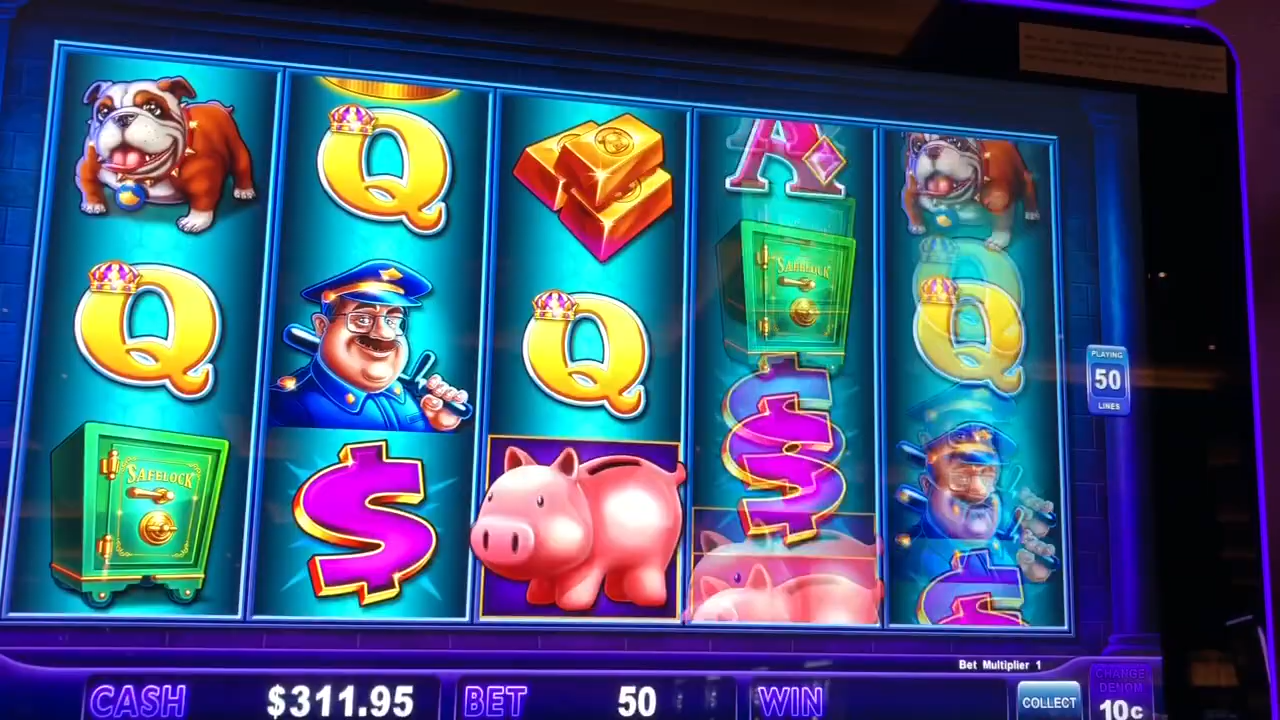 Q
A
SAFELOCK
Q
Q
Q
PLAYING
50
LINES
SAFELOCK
$
$
$
Bet Multiplier 1
CASH $311.95 BET 50 WIN COLLECT
CHANGE
DENOM
10c